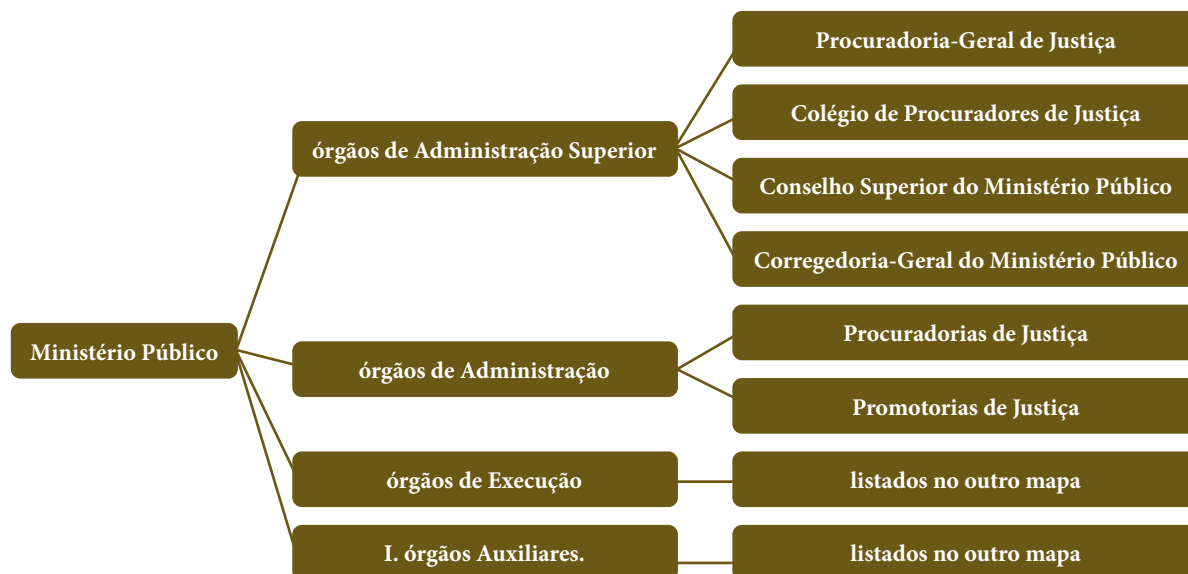 Ministério Público
órgãos de Administração Superior
Procuradoria-Geral de Justiça
Colégio de Procuradores de Justiça
Conselho Superior do Ministério Público
Corregedoria-Geral do Ministério Público
órgãos de Administração
Procuradorias de Justiça
Promotorias de Justiça
órgãos de Execução
listados no outro mapa
I. órgãos Auxiliares.
listados no outro mapa